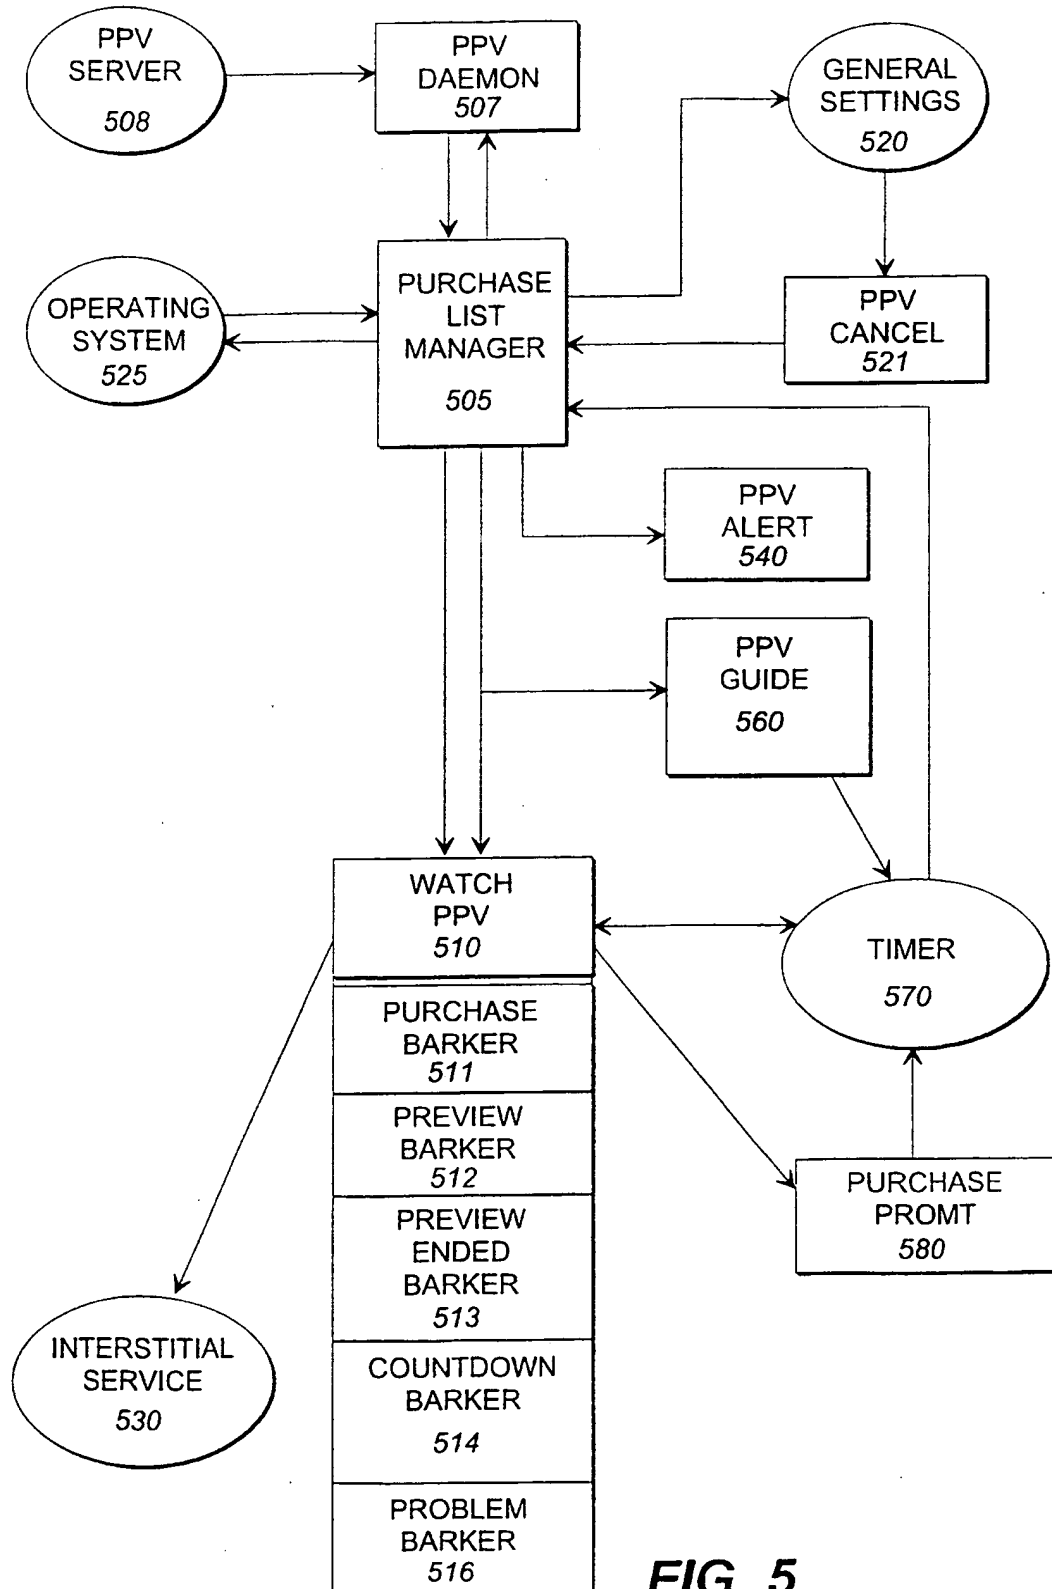 PPV
SERVER
508
PPV
DAEMON
507
GENERAL
SETTINGS
520
OPERATING
SYSTEM
525
PURCHASE
LIST
MANAGER
505
PPV
CANCEL
521
PPV
ALERT
540
PPV
GUIDE
560
WATCH
PPV
510
TIMER
570
PURCHASE
BARKER
511
PREVIEW
BARKER
512
PURCHASE
PROMT
580
PREVIEW
ENDED
BARKER
513
INTERSTITIAL
SERVICE
530
COUNTDOWN
BARKER
514
PROBLEM
BARKER
516
FIG. 5